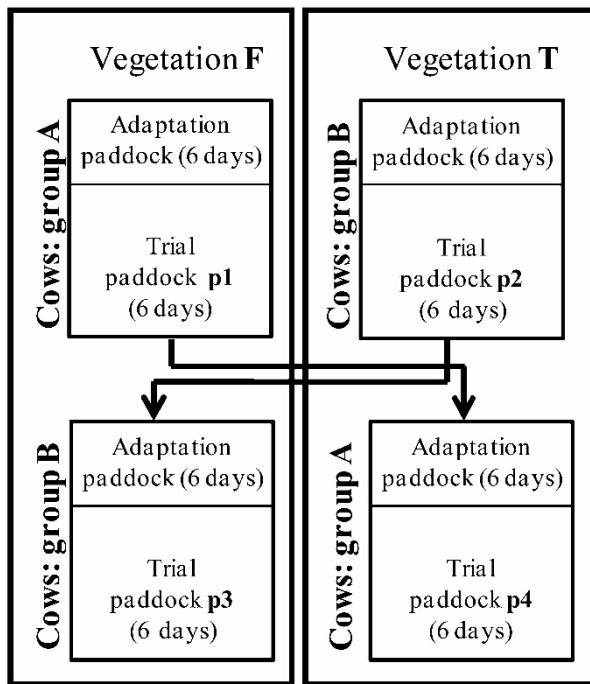 Vegetation F
Vegetation T
Cows: group A
Adaptation
paddock (6 days)
Trial
paddock p1
(6 days)
Cows: group B
Adaptation
paddock (6 days)
Trial
paddock p2
(6 days)
Cows: group B
Adaptation
paddock (6 days)
Trial
paddock p3
(6 days)
Cows: group A
Adaptation
paddock (6 days)
Trial
paddock p4
(6 days)